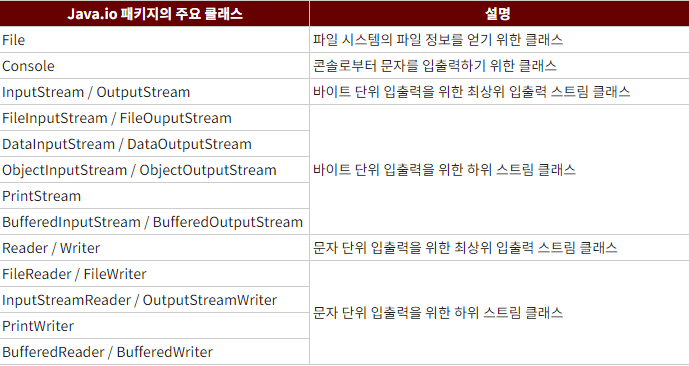 Java.io 패키지의 주요 클래스 설명
File 파일 시스템의 파일 정보를 얻기 위한 클래스
Console 콘솔로부터 문자를 입출력하기 위한 클래스
InputStream / OutputStream 바이트 단위 입출력을 위한 최상위 입출력 스트림 클래스
FileInputStream / FileOuputStream
DataInputStream / DataOutputStream
ObjectInputStream / ObjectOutputStream 바이트 단위 입출력을 위한 하위 스트림 클래스
PrintStream
BufferedInputStream / BufferedOutputStream
Reader / Writer 문자 단위 입출력을 위한 최상위 입출력 스트림 클래스
FileReader / FileWriter
InputStreamReader / OutputStreamWriter
문자 단위 입출력을 위한 하위 스트림 클래스
PrintWriter
BufferedReader / BufferedWriter